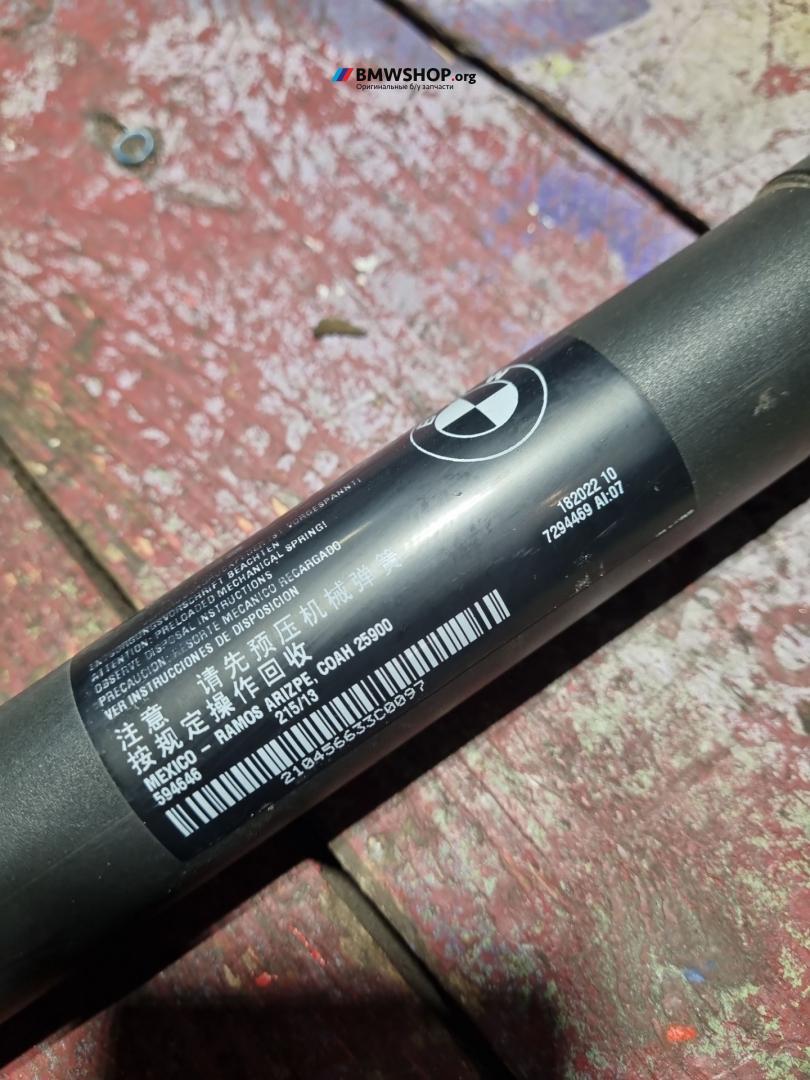 BMWSHOP.org
Оригинальные б/у запчасти
182022 10
7294469 AI:07
VORGESPANNT!
BEACHTEN
ATTENTION: PRELOADED MECHANICAL SPRING!
OBSERVE DISPOSAL INSTRUCTIONS
PRECAUCION: RESORTE MECANICO RECARGADO
VER INSTRUCCIONES DE DISPOSICION
注意 请先预压机械弹簧
按规定操作回收
MEXICO - RAMOS ARIZPE, COAH 25900
594646 215/13
210456633C0097